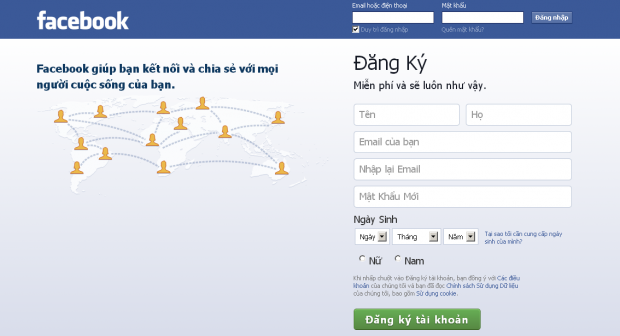 facebook
Email hoặc điện thoại
Mật khẩu
Đăng nhập
Duy trì đăng nhập
Quên mật khẩu?
Facebook giúp bạn kết nối và chia sẻ với mọi
người cuộc sống của bạn.
Đăng Ký
Miễn phí và sẽ luôn như vậy.
Tên
Họ
Email của bạn
Nhập lại Email
Mật Khẩu Mới
Ngày Sinh
Ngày
Tháng
Năm
Tại sao tôi cần cung cấp ngày
sinh của mình?
Nữ
Nam
Khi nhấp chuột vào Đăng ký tài khoản, bạn đồng ý với Các điều
khoản của chúng tôi và bạn đã đọc Chính sách Sử dụng Dữ liệu
của chúng tôi, bao gồm Sử dụng cookie.
Đăng ký tài khoản